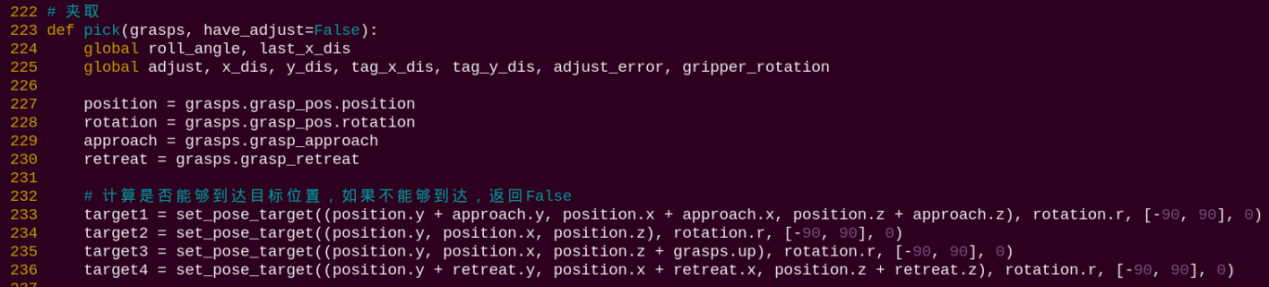 222 # 夹取
223 def pick(grasps, have_adjust=False):
224     global roll_angle, last_x_dis
225     global adjust, x_dis, y_dis, tag_x_dis, tag_y_dis, adjust_error, gripper_rotation
226
227     position = grasps.grasp_pos.position
228     rotation = grasps.grasp_pos.rotation
229     approach = grasps.grasp_approach
230     retreat = grasps.grasp_retreat
231
232     # 计算是否能够到达目标位置，如果不能够到达，返回False
233     target1 = set_pose_target((position.y + approach.y, position.x + approach.x, position.z + approach.z), rotation.r, [-90, 90], 0)
234     target2 = set_pose_target((position.y, position.x, position.z), rotation.r, [-90, 90], 0)
235     target3 = set_pose_target((position.y, position.x, position.z + grasps.up), rotation.r, [-90, 90], 0)
236     target4 = set_pose_target((position.y + retreat.y, position.x + retreat.x, position.z + retreat.z), rotation.r, [-90, 90], 0)